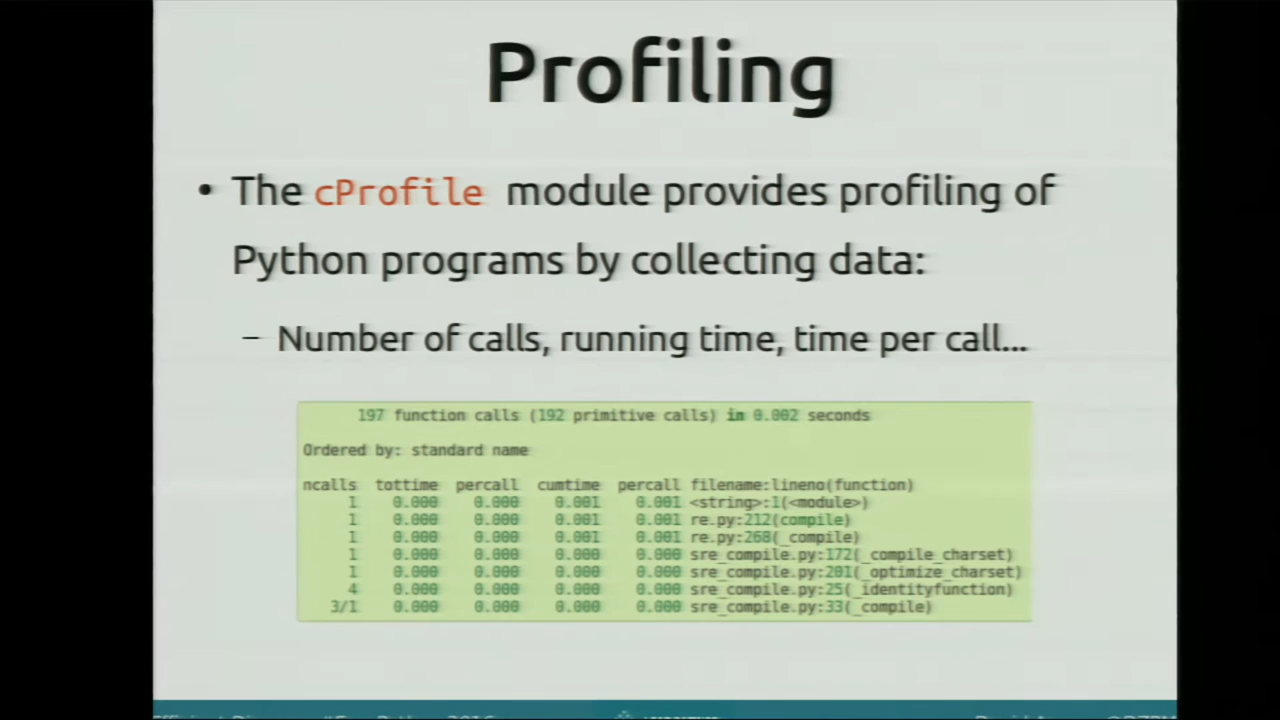 Profiling
• The cProfile module provides profiling of
Python programs by collecting data:
– Number of calls, running time, time per call...
197 function calls (192 primitive calls) in 0.002 seconds
Ordered by: standard name
ncalls tottime percall cumtime percall filename:lineno(function)
1 0.000 0.000 0.001 0.001 <string>:1(<module>)
1 0.000 0.000 0.001 0.001 re.py:212(compile)
1 0.000 0.000 0.001 0.001 re.py:268(_compile)
1 0.000 0.000 0.000 0.000 sre_compile.py:172(_compile_charset)
1 0.000 0.000 0.000 0.000 sre_compile.py:201(_optimize_charset)
4 0.000 0.000 0.000 0.000 sre_compile.py:25(_identityfunction)
3/1 0.000 0.000 0.000 0.000 sre_compile.py:33(_compile)